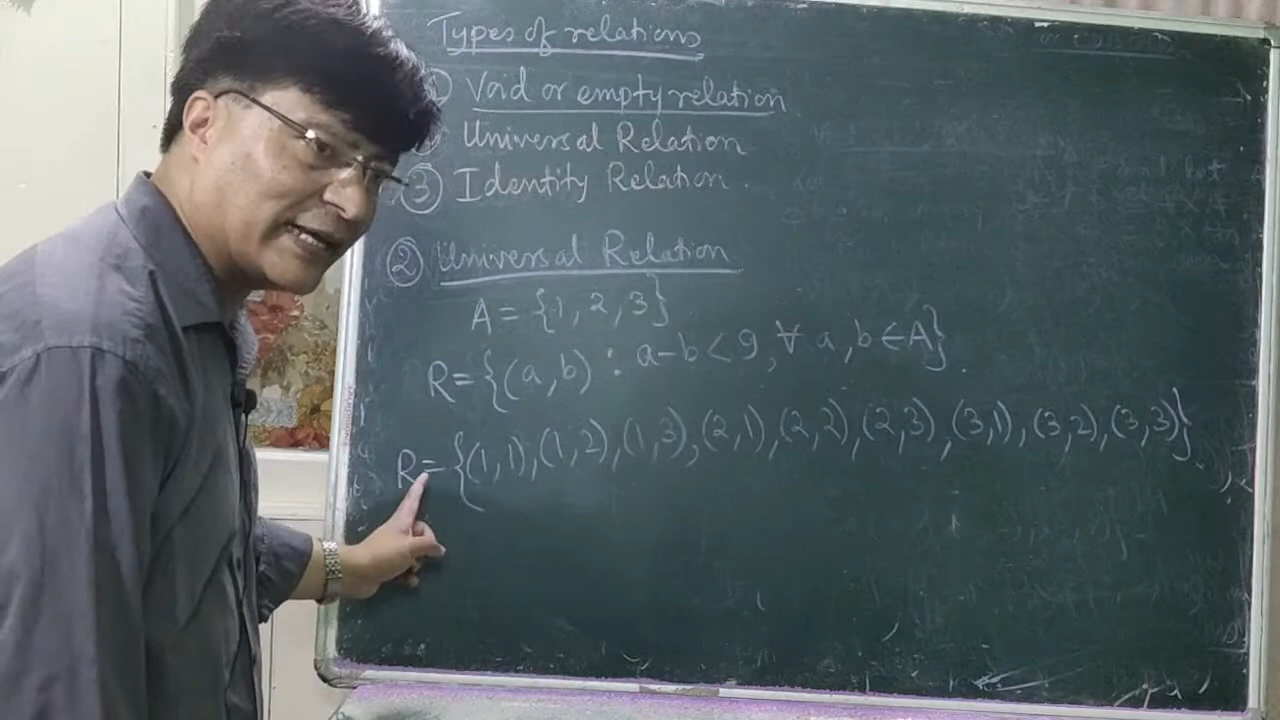 Types of relations
Void or empty relation
Universal Relation
③ Identity Relation.
② Universal Relation
A = {1, 2, 3}
R = {(a, b) : a - b < 9, ∀ a, b ∈ A}.
R = {(1, 1), (1, 2), (1, 3), (2, 1), (2, 2), (2, 3), (3, 1), (3, 2), (3, 3)}